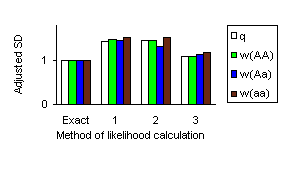 Adjusted SD
1
0
Exact 1 2 3
Method of likelihood calculation
q
w(AA)
w(Aa)
w(aa)